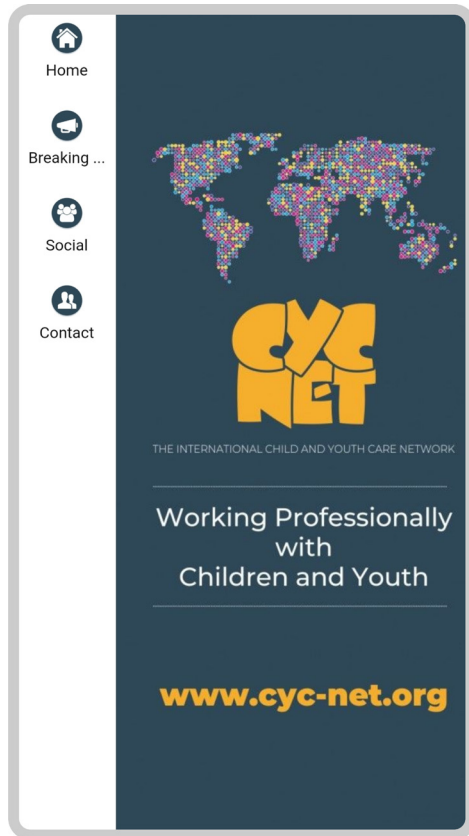 Home
Breaking ...
Social
Contact
CYC
NET
THE INTERNATIONAL CHILD AND YOUTH CARE NETWORK
Working Professionally
with
Children and Youth
www.cyc-net.org